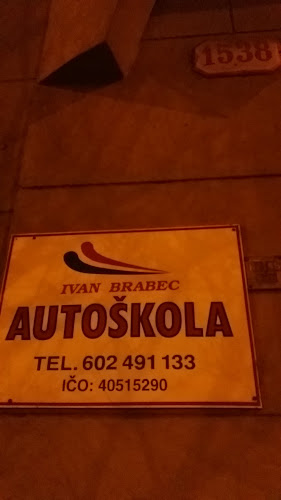 1538
IVAN BRABEC
AUTOŠKOLA
TEL. 602 491 133
IČO: 40515290